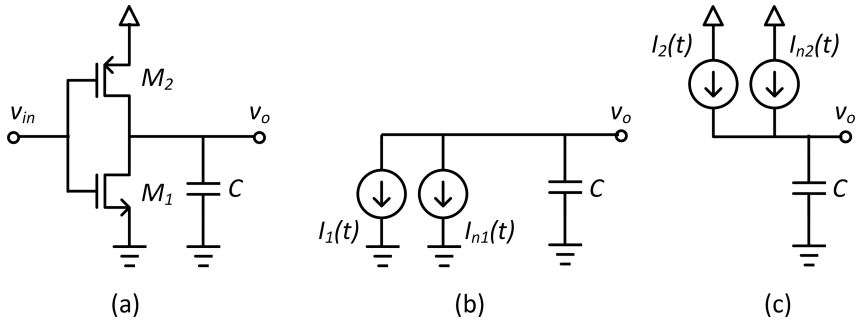 M2
vin
vo
M1
C
(a)
vo
I1(t)
In1(t)
C
(b)
I2(t)
In2(t)
vo
C
(c)